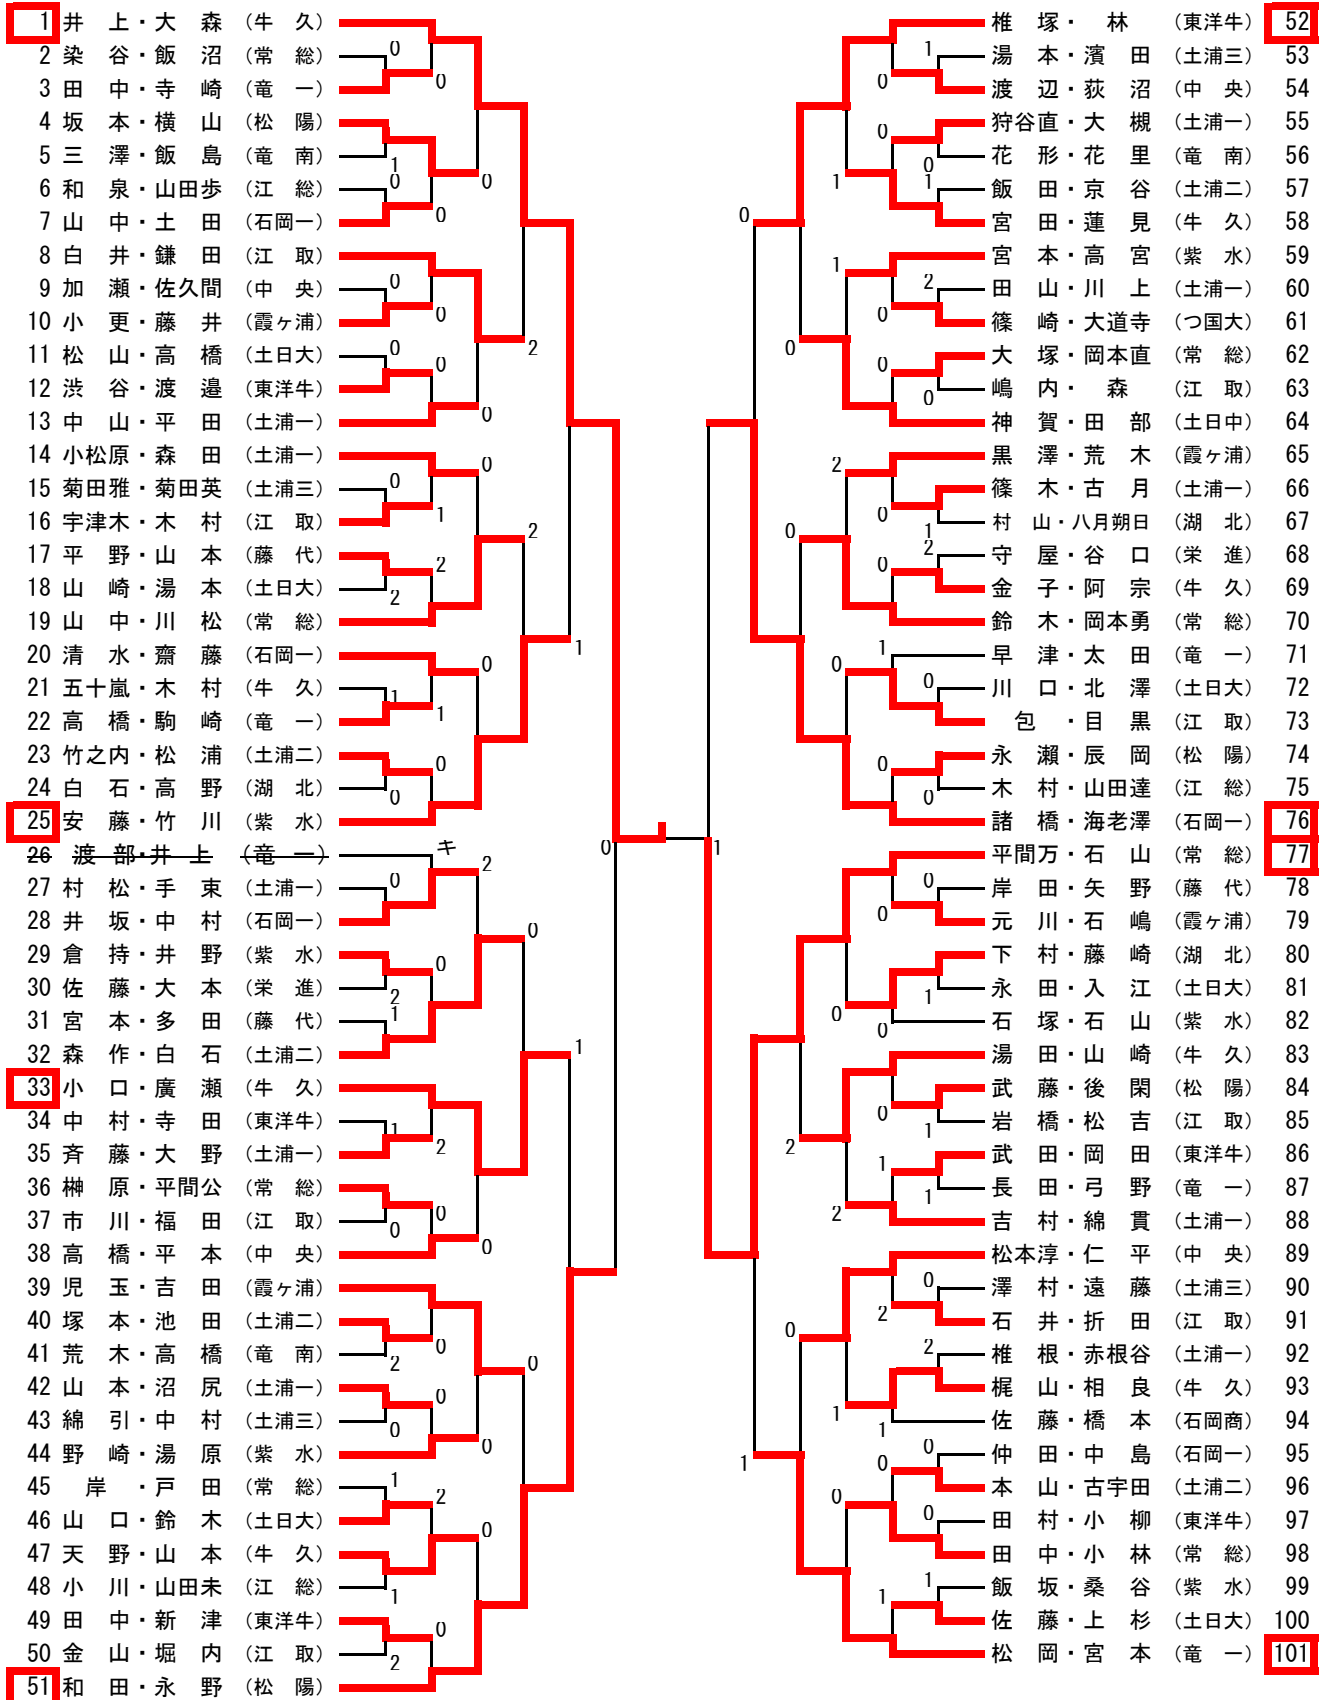 1 井 上・大 森 (牛 久)
2 染 谷・飯 沼 (常 総)
3 田 中・寺 崎 (竜 一)
4 坂 本・横 山 (松 陽)
5 三 澤・飯 島 (竜 南)
6 和 泉・山田歩 (江 総)
7 山 中・土 田 (石岡一)
8 白 井・鎌 田 (江 取)
9 加 瀬・佐久間 (中 央)
10 小 更・藤 井 (霞ヶ浦)
11 松 山・高 橋 (土日大)
12 渋 谷・渡 邉 (東洋牛)
13 中 山・平 田 (土浦一)
14 小松原・森 田 (土浦一)
15 菊田雅・菊田英 (土浦三)
16 宇津木・木 村 (江 取)
17 平 野・山 本 (藤 代)
18 山 崎・湯 本 (土日大)
19 山 中・川 松 (常 総)
20 清 水・齋 藤 (石岡一)
21 五十嵐・木 村 (牛 久)
22 高 橋・駒 崎 (竜 一)
23 竹之内・松 浦 (土浦二)
24 白 石・高 野 (湖 北)
25 安 藤・竹 川 (紫 水)
26 渡 部・井 上 (竜 一) キ
27 村 松・手 束 (土浦一)
28 井 坂・中 村 (石岡一)
29 倉 持・井 野 (紫 水)
30 佐 藤・大 本 (栄 進)
31 宮 本・多 田 (藤 代)
32 森 作・白 石 (土浦二)
33 小 口・廣 瀬 (牛 久)
34 中 村・寺 田 (東洋牛)
35 斉 藤・大 野 (土浦一)
36 榊 原・平間公 (常 総)
37 市 川・福 田 (江 取)
38 高 橋・平 本 (中 央)
39 児 玉・吉 田 (霞ヶ浦)
40 塚 本・池 田 (土浦二)
41 荒 木・高 橋 (竜 南)
42 山 本・沼 尻 (土浦一)
43 綿 引・中 村 (土浦三)
44 野 崎・湯 原 (紫 水)
45 岸 ・戸 田 (常 総)
46 山 口・鈴 木 (土日大)
47 天 野・山 本 (牛 久)
48 小 川・山田未 (江 総)
49 田 中・新 津 (東洋牛)
50 金 山・堀 内 (江 取)
51 和 田・永 野 (松 陽)
椎 塚・ 林 (東洋牛) 52
湯 本・濱 田 (土浦三) 53
渡 辺・荻 沼 (中 央) 54
狩谷直・大 槻 (土浦一) 55
花 形・花 里 (竜 南) 56
飯 田・京 谷 (土浦二) 57
宮 田・蓮 見 (牛 久) 58
宮 本・高 宮 (紫 水) 59
田 山・川 上 (土浦一) 60
篠 崎・大道寺 (つ国大) 61
大 塚・岡本直 (常 総) 62
嶋 内・ 森 (江 取) 63
神 賀・田 部 (土日中) 64
黒 澤・荒 木 (霞ヶ浦) 65
篠 木・古 月 (土浦一) 66
村 山・八月朔日 (湖 北) 67
守 屋・谷 口 (栄 進) 68
金 子・阿 宗 (牛 久) 69
鈴 木・岡本勇 (常 総) 70
早 津・太 田 (竜 一) 71
川 口・北 澤 (土日大) 72
包 ・目 黒 (江 取) 73
永 瀬・辰 岡 (松 陽) 74
木 村・山田達 (江 総) 75
諸 橋・海老澤 (石岡一) 76
平間万・石 山 (常 総) 77
岸 田・矢 野 (藤 代) 78
元 川・石 嶋 (霞ヶ浦) 79
下 村・藤 崎 (湖 北) 80
永 田・入 江 (土日大) 81
石 塚・石 山 (紫 水) 82
湯 田・山 崎 (牛 久) 83
武 藤・後 閑 (松 陽) 84
岩 橋・松 吉 (江 取) 85
武 田・岡 田 (東洋牛) 86
長 田・弓 野 (竜 一) 87
吉 村・綿 貫 (土浦一) 88
松本淳・仁 平 (中 央) 89
澤 村・遠 藤 (土浦三) 90
石 井・折 田 (江 取) 91
椎 根・赤根谷 (土浦一) 92
梶 山・相 良 (牛 久) 93
佐 藤・橋 本 (石岡商) 94
仲 田・中 島 (石岡一) 95
本 山・古宇田 (土浦二) 96
田 村・小 柳 (東洋牛) 97
田 中・小 林 (常 総) 98
飯 坂・桑 谷 (紫 水) 99
佐 藤・上 杉 (土日大) 100
松 岡・宮 本 (竜 一) 101